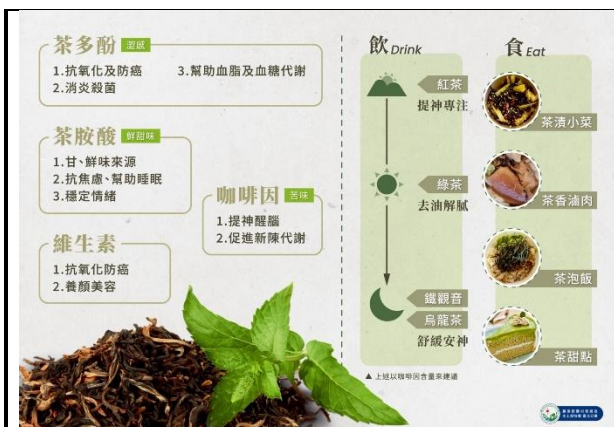 茶多酚 澀感
1.抗氧化及防癌
2.消炎殺菌
3.幫助血脂及血糖代謝
茶胺酸 鮮甜味
1.甘、鮮味來源
2.抗焦慮、幫助睡眠
3.穩定情緒
咖啡因 苦味
1.提神醒腦
2.促進新陳代謝
維生素
1.抗氧化防癌
2.養顏美容
飲 Drink
紅茶
提神專注
綠茶
去油解膩
鐵觀音
烏龍茶
舒緩安神
▲ 上述以咖啡因含量來建議
食 Eat
茶漬小菜
茶香滷肉
茶泡飯
茶甜點